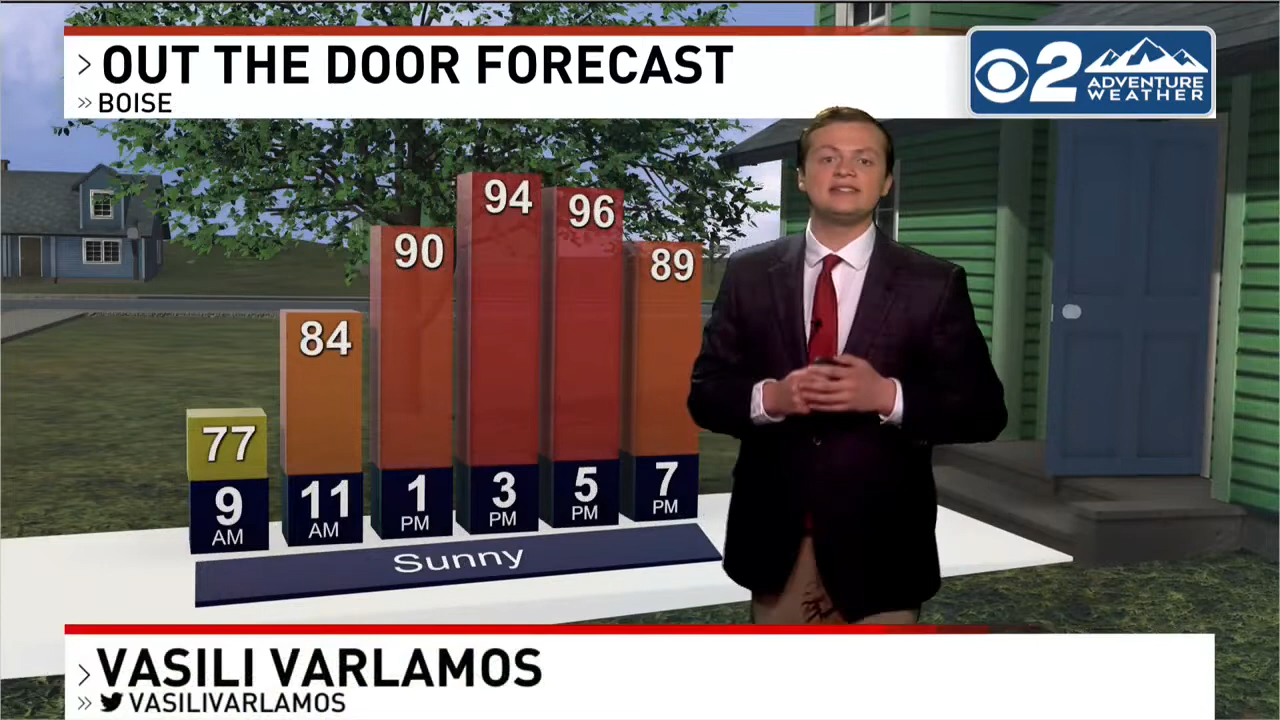 > OUT THE DOOR FORECAST
» BOISE
2
ADVENTURE
WEATHER
77
84
90
94
96
89
9
AM
11
AM
1
PM
3
PM
5
PM
7
PM
Sunny
> VASILI VARLAMOS
» VASILIVARLAMOS